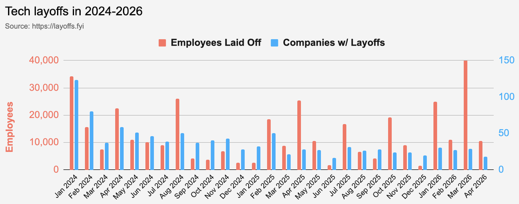 Tech layoffs in 2024-2026
Source: https://layoffs.fyi
Employees Laid Off
Companies w/ Layoffs
40,000
30,000
20,000
10,000
0
Employees
150
100
50
0
Jan 2024
Feb 2024
Mar 2024
Apr 2024
May 2024
Jun 2024
Jul 2024
Aug 2024
Sep 2024
Oct 2024
Nov 2024
Dec 2024
Jan 2025
Feb 2025
Mar 2025
Apr 2025
May 2025
Jun 2025
Jul 2025
Aug 2025
Sep 2025
Oct 2025
Nov 2025
Dec 2025
Jan 2026
Feb 2026
Mar 2026
Apr 2026